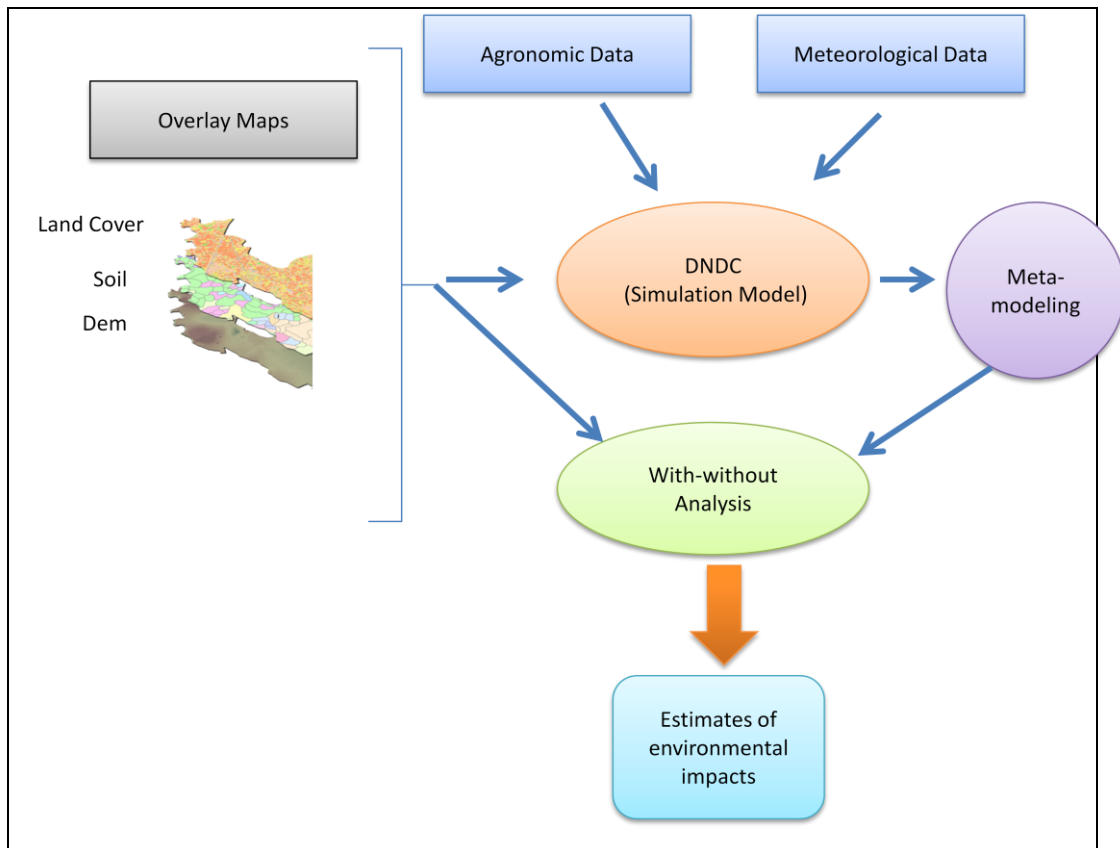 Agronomic Data
Meteorological Data
Overlay Maps
Land Cover
Soil
Dem
DNDC
(Simulation Model)
Meta-
modeling
With-without
Analysis
Estimates of
environmental
impacts